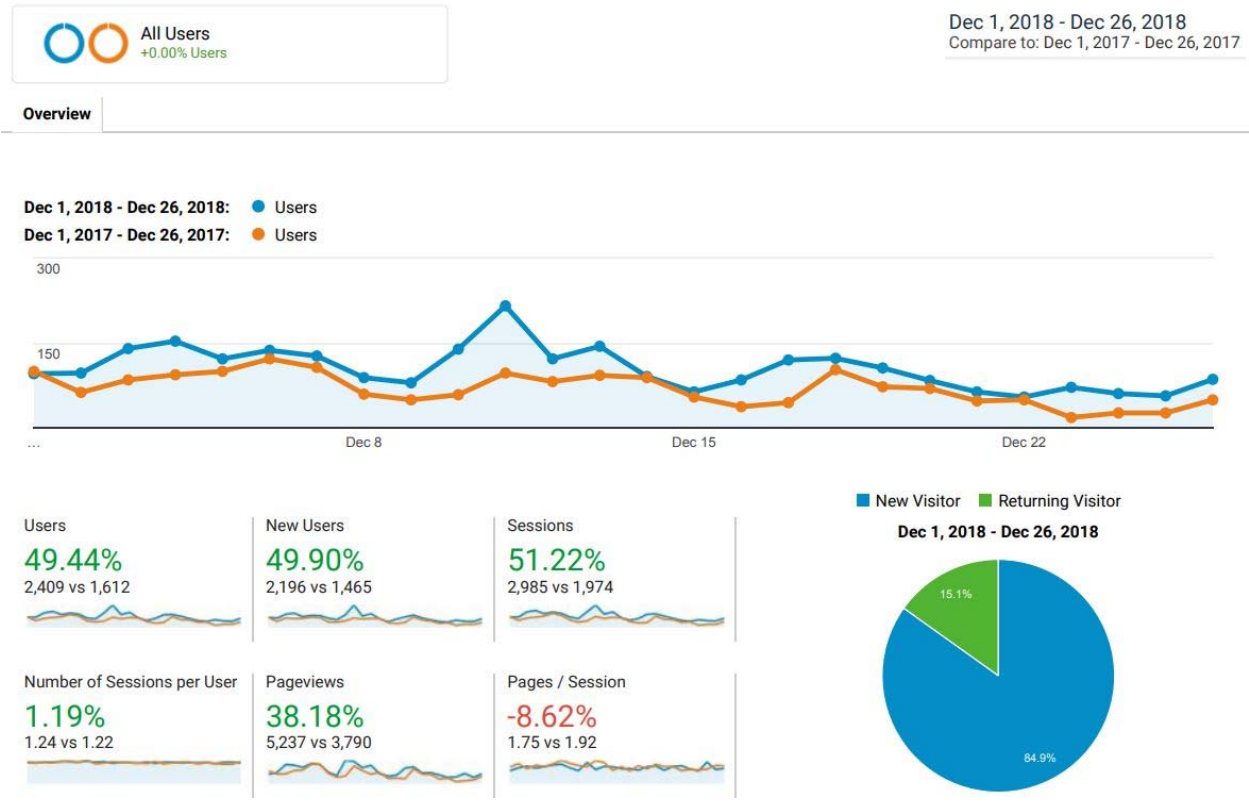 All Users
+0.00% Users
Dec 1, 2018 - Dec 26, 2018
Compare to: Dec 1, 2017 - Dec 26, 2017
Overview
Dec 1, 2018 - Dec 26, 2018: Users
Dec 1, 2017 - Dec 26, 2017: Users
300
150
... Dec 8 Dec 15 Dec 22
Users
49.44%
2,409 vs 1,612
New Users
49.90%
2,196 vs 1,465
Sessions
51.22%
2,985 vs 1,974
Number of Sessions per User
1.19%
1.24 vs 1.22
Pageviews
38.18%
5,237 vs 3,790
Pages / Session
-8.62%
1.75 vs 1.92
New Visitor Returning Visitor
Dec 1, 2018 - Dec 26, 2018
15.1%
84.9%